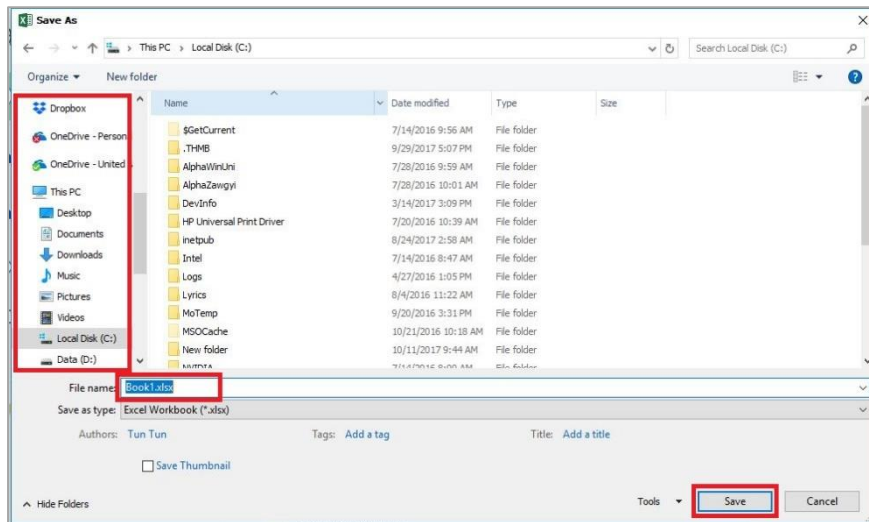 Save As
This PC > Local Disk (C:)
Search Local Disk (C:)
Organize
New folder
Name Date modified Type Size
Dropbox
OneDrive - Person
OneDrive - United
This PC
Desktop
Documents
Downloads
Music
Pictures
Videos
Local Disk (C:)
Data (D:)
$GetCurrent 7/14/2016 9:56 AM File folder
.THMB 9/29/2017 5:07 PM File folder
AlphaWinUni 7/28/2016 9:59 AM File folder
AlphaZawgyi 7/28/2016 10:01 AM File folder
DevInfo 3/14/2017 3:09 PM File folder
HP Universal Print Driver 7/20/2016 10:39 AM File folder
inetpub 8/24/2017 2:58 AM File folder
Intel 7/14/2016 8:47 AM File folder
Logs 4/27/2016 1:05 PM File folder
Lyrics 8/4/2016 11:22 AM File folder
MoTemp 9/20/2016 3:31 PM File folder
MSOCache 10/21/2016 10:18 AM File folder
New folder 10/11/2017 9:44 AM File folder
NVIDIA 7/14/2016 8:00 AM File folder
File name: Book1.xlsx
Save as type: Excel Workbook (*.xlsx)
Authors: Tun Tun Tags: Add a tag Title: Add a title
Save Thumbnail
Hide Folders Tools Save Cancel